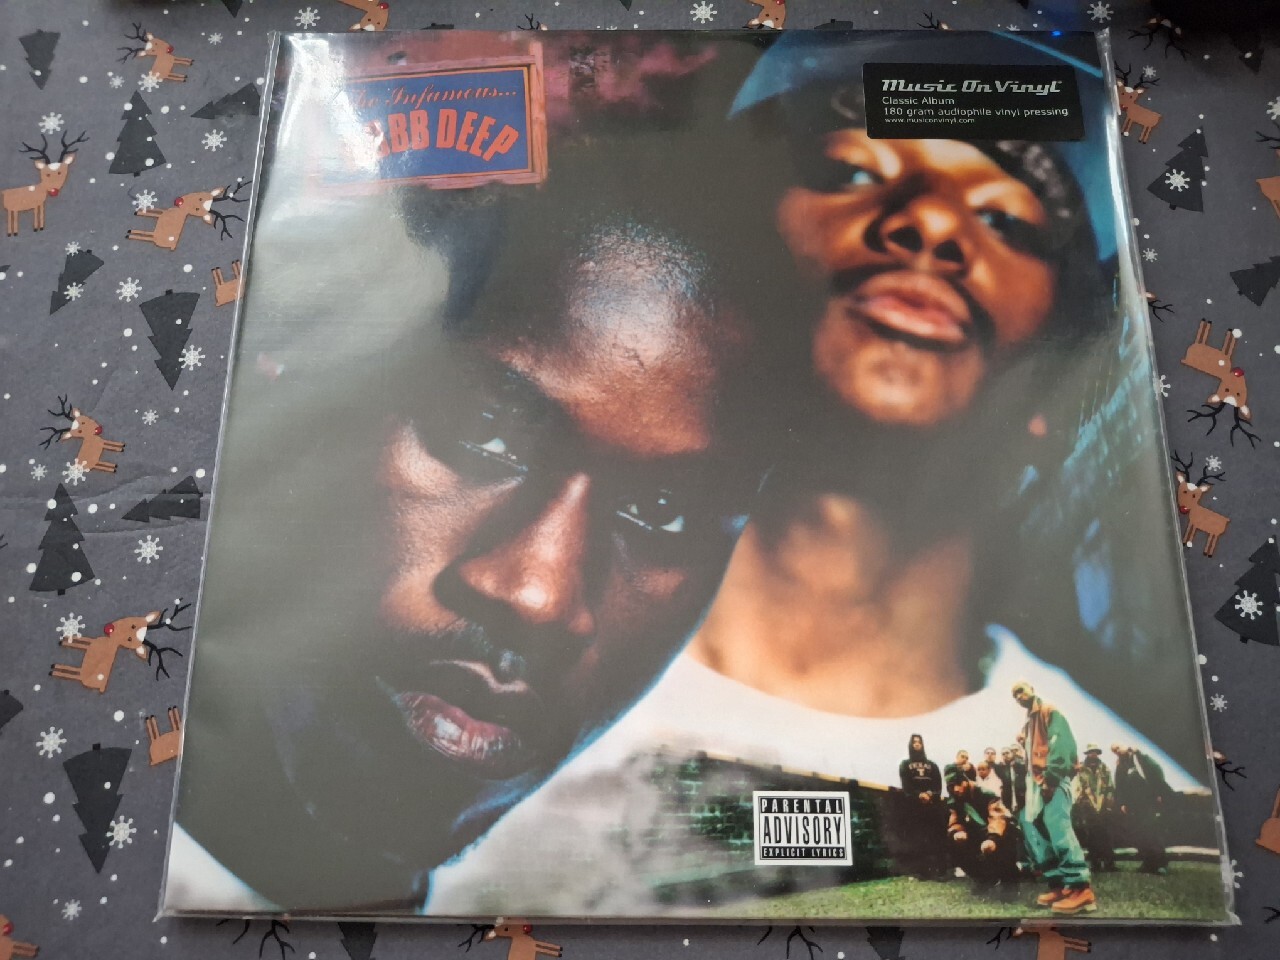 The Infamous...
MOBB DEEP
Music On Vinyl
Classic Album
180 gram audiophile vinyl pressing
www.musiconvinyl.com
PARENTAL
ADVISORY
EXPLICIT LYRICS